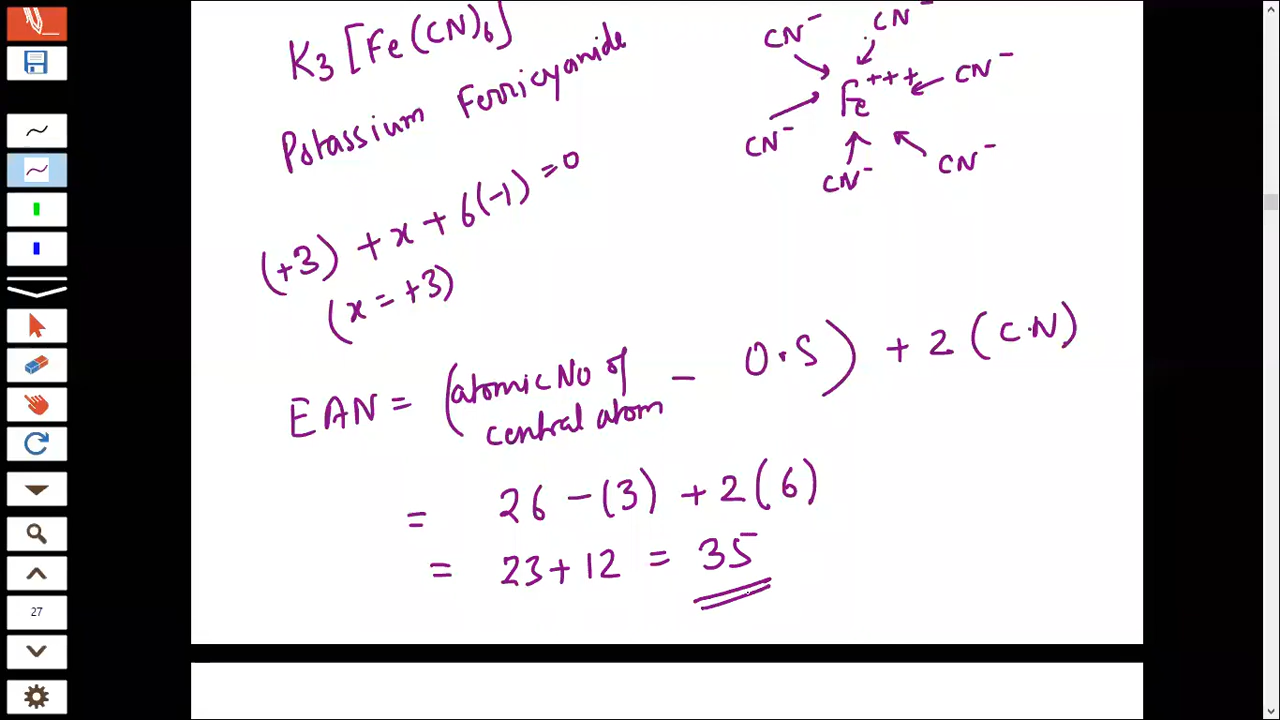 K3 [Fe(CN)6]
Potassium Ferricyanide
(+3) + x + 6(-1) = 0
(x = +3)
CN⁻
CN⁻
CN⁻
Fe⁺⁺⁺
CN⁻
CN⁻
CN⁻
EAN = (atomic No of central atom - O.S) + 2 (C.N)
= 26 - (3) + 2(6)
= 23 + 12 = 35
27